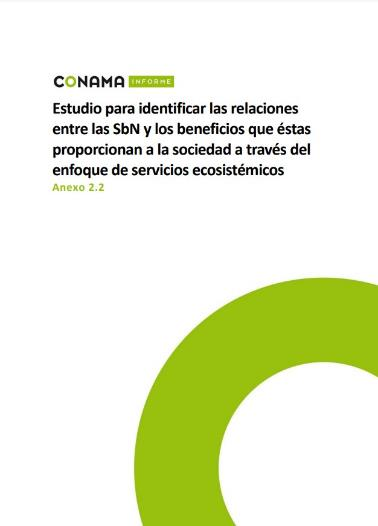 CONAMA INFORME
Estudio para identificar las relaciones
entre las SbN y los beneficios que éstas
proporcionan a la sociedad a través del
enfoque de servicios ecosistémicos
Anexo 2.2